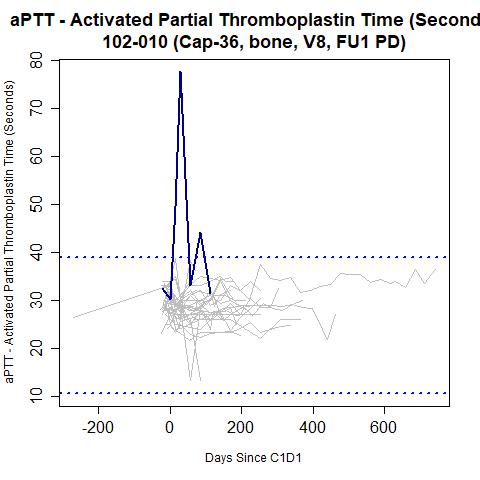 aPTT - Activated Partial Thromboplastin Time (Second
102-010 (Cap-36, bone, V8, FU1 PD)
aPTT - Activated Partial Thromboplastin Time (Seconds)
80
70
60
50
40
30
20
10
-200 0 200 400 600
Days Since C1D1